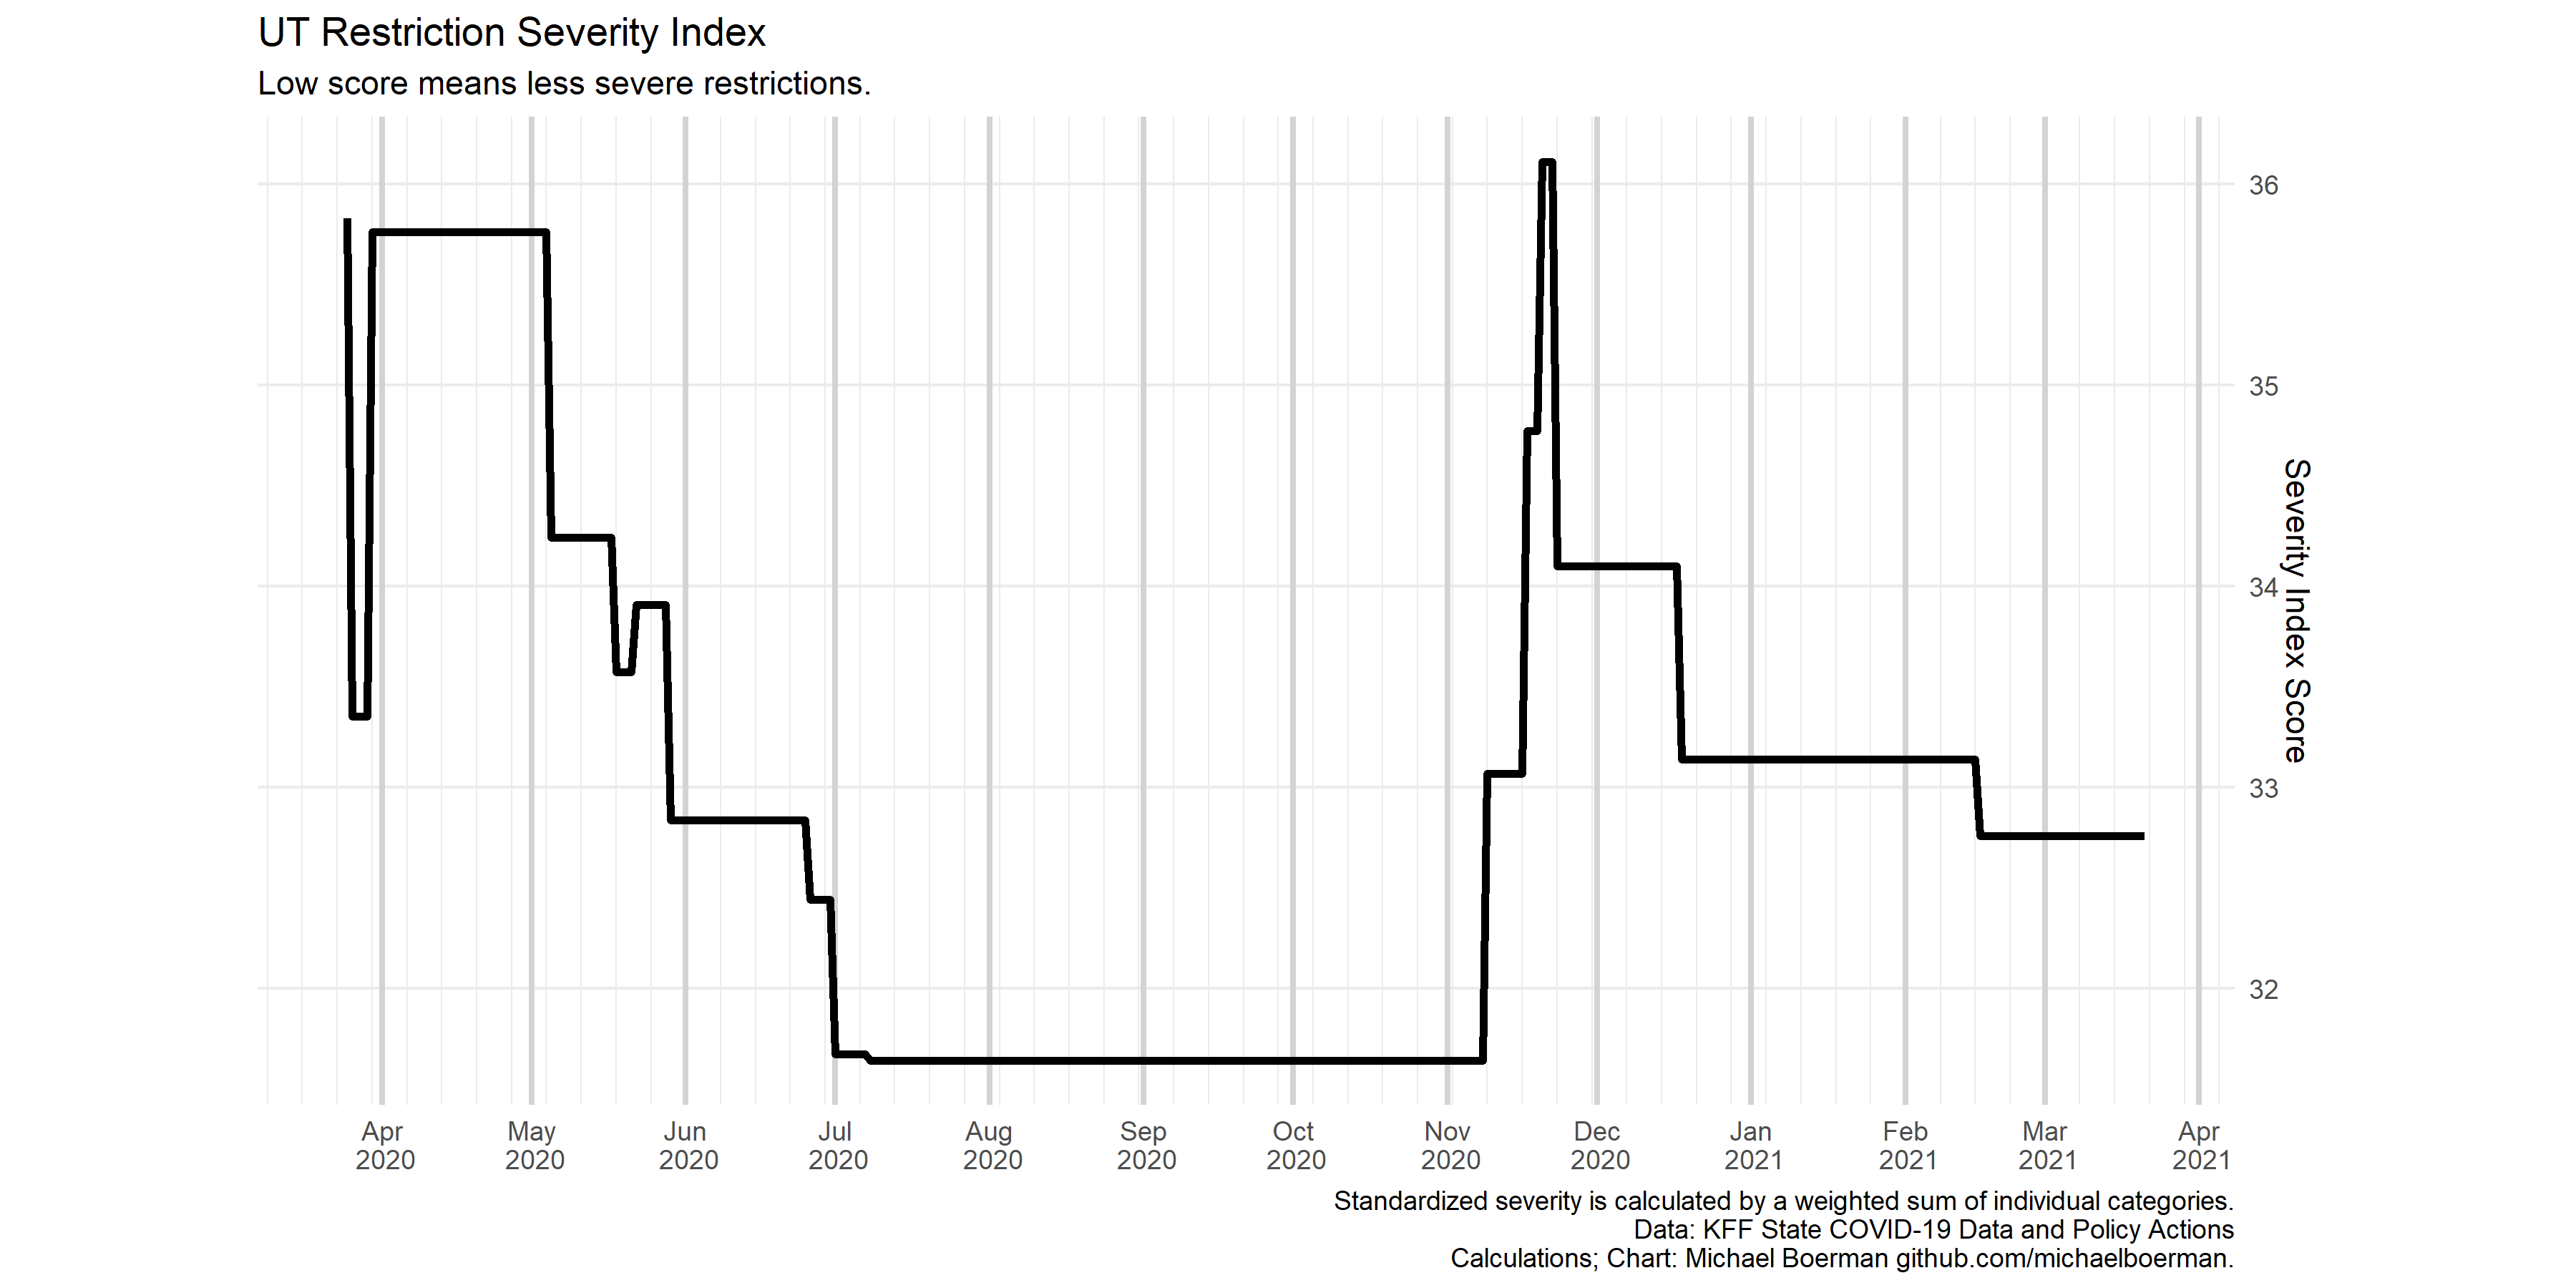 UT Restriction Severity Index
Low score means less severe restrictions.
36
35
34
33
32
Severity Index Score
Apr 2020
May 2020
Jun 2020
Jul 2020
Aug 2020
Sep 2020
Oct 2020
Nov 2020
Dec 2020
Jan 2021
Feb 2021
Mar 2021
Apr 2021
Standardized severity is calculated by a weighted sum of individual categories.
Data: KFF State COVID-19 Data and Policy Actions
Calculations; Chart: Michael Boerman github.com/michaelboerman.